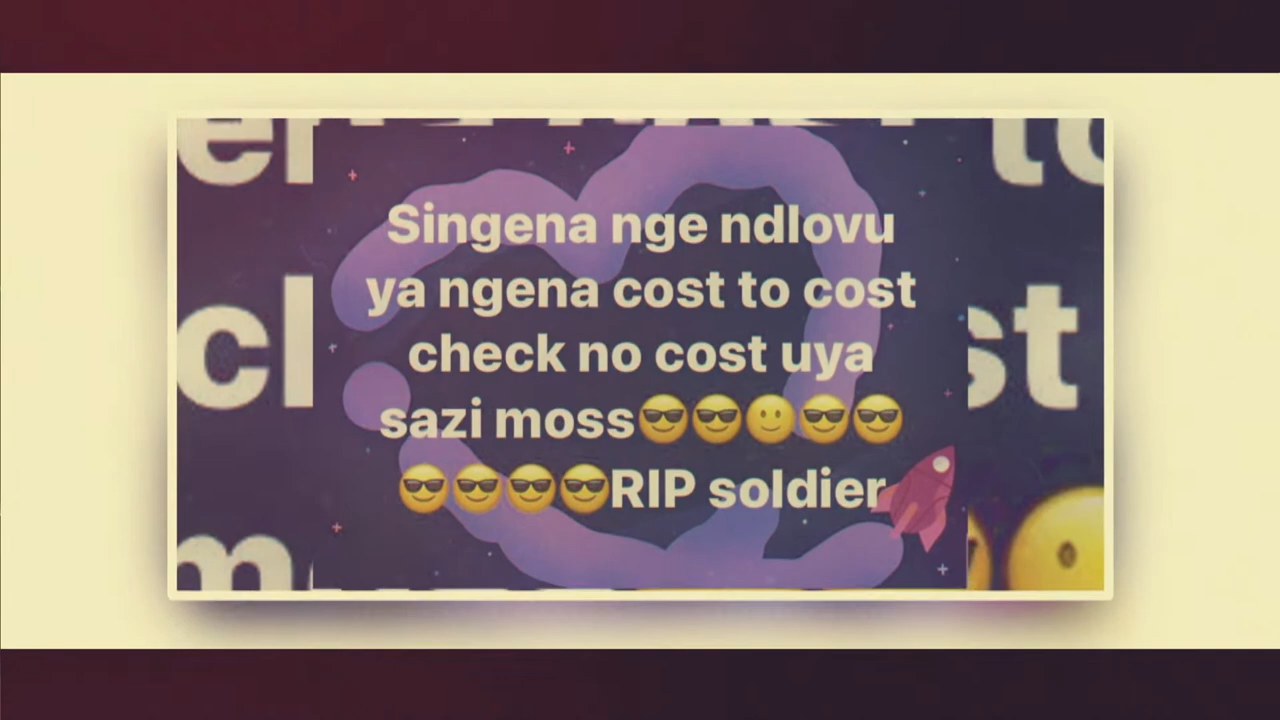 Singena nge ndlovu
ya ngena cost to cost
check no cost uya
sazi moss😎😎🙂😎😎
😎😎😎😎RIP soldier